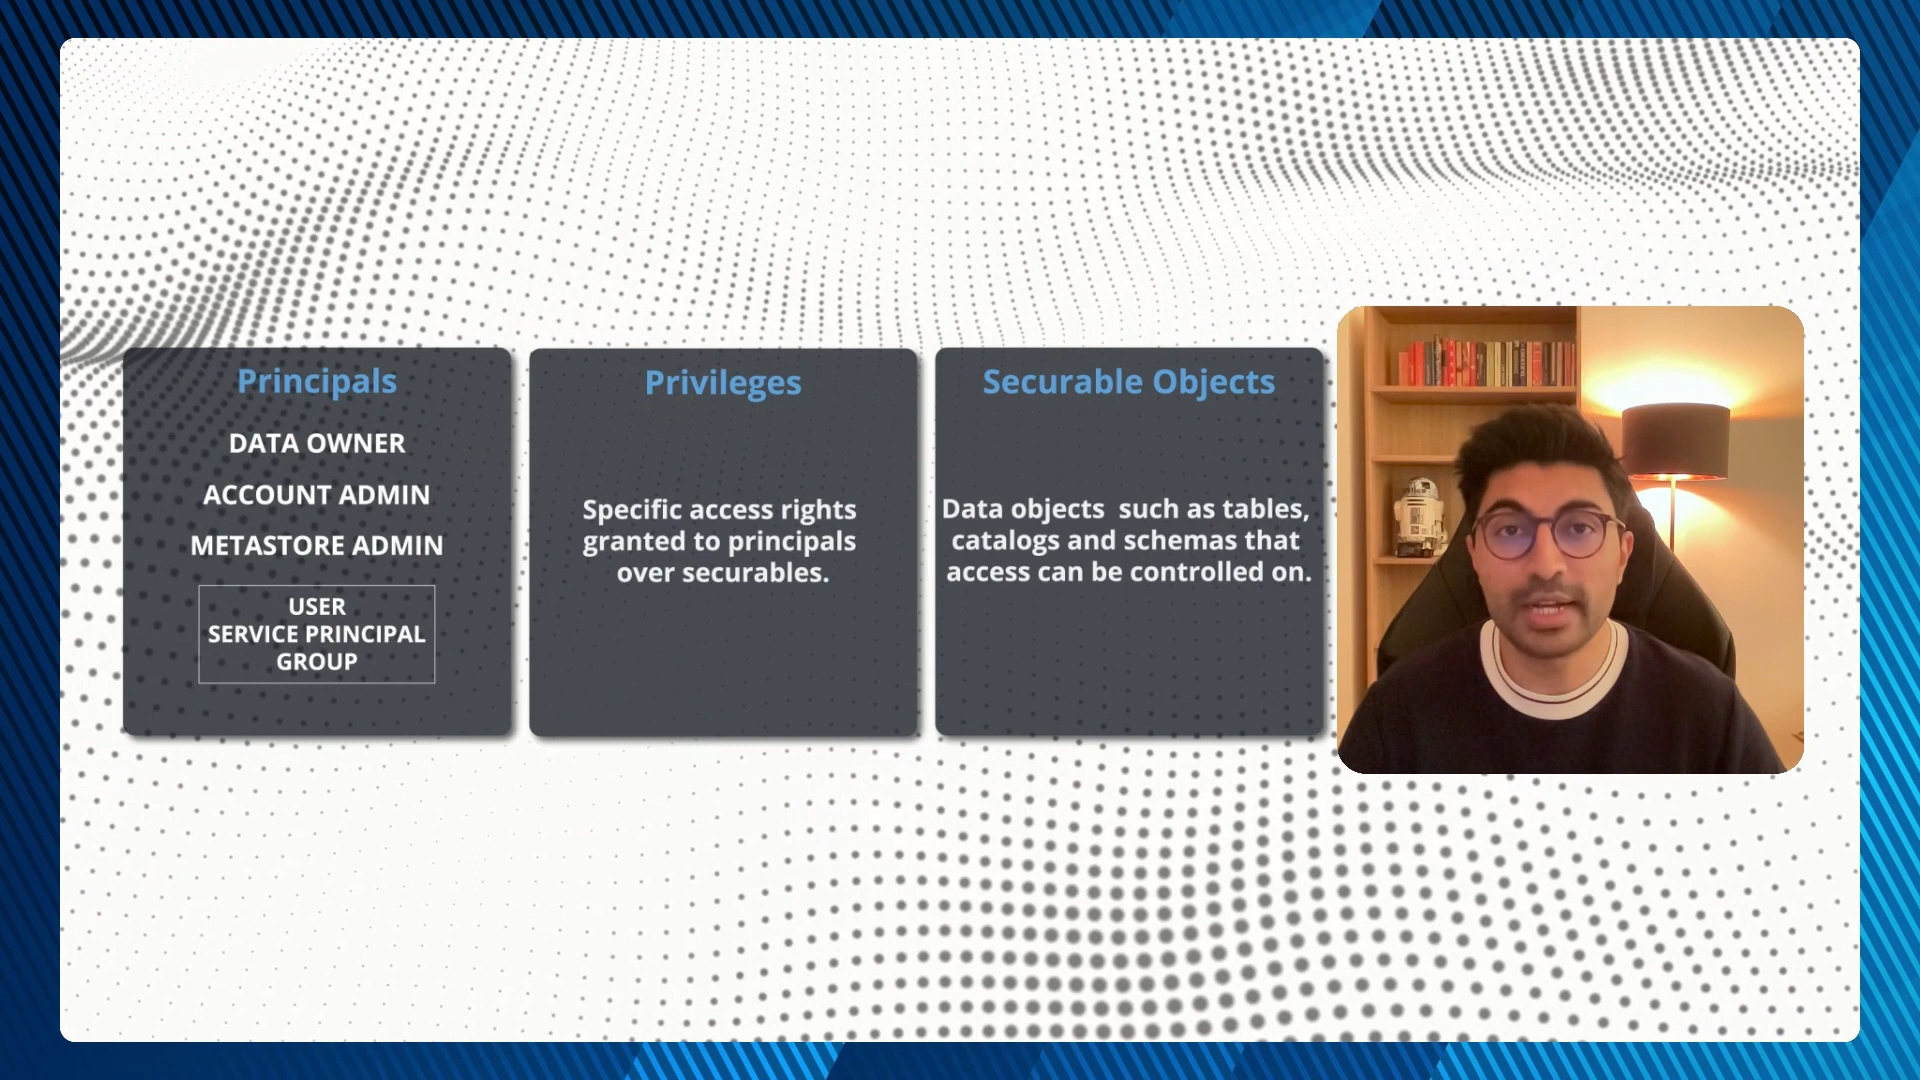 Principals
DATA OWNER
ACCOUNT ADMIN
METASTORE ADMIN
USER
SERVICE PRINCIPAL
GROUP
Privileges
Specific access rights
granted to principals
over securables.
Securable Objects
Data objects  such as tables,
catalogs and schemas that
access can be controlled on.